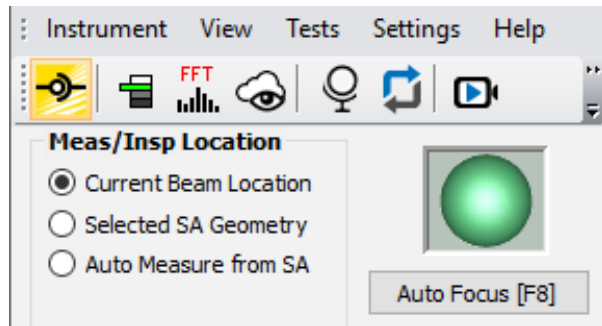 Instrument View Tests Settings Help
FFT
Meas/Insp Location
Current Beam Location
Selected SA Geometry
Auto Measure from SA
Auto Focus [F8]